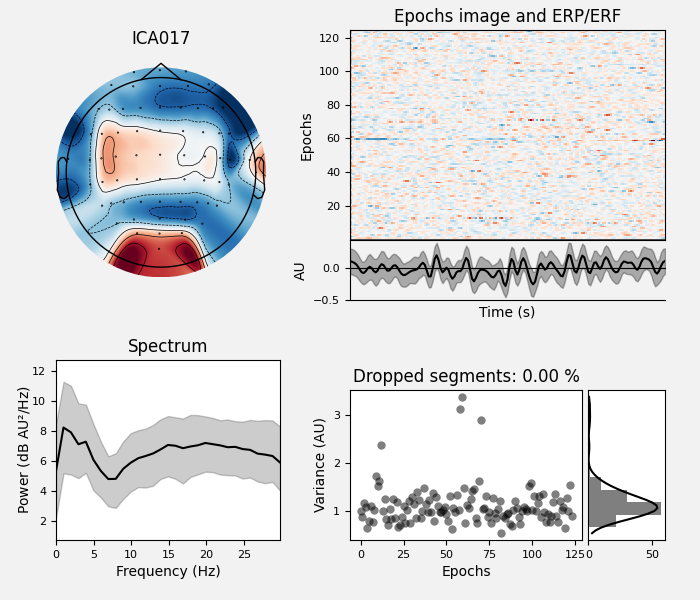 ICA017
Epochs image and ERP/ERF
120
100
80
60
40
20
Epochs
0.0
−0.5
AU
Time (s)
Spectrum
12
10
8
6
4
2
Power (dB AU²/Hz)
0 5 10 15 20 25
Frequency (Hz)
Dropped segments: 0.00 %
3
2
1
Variance (AU)
0 25 50 75 100 125
Epochs
0 50